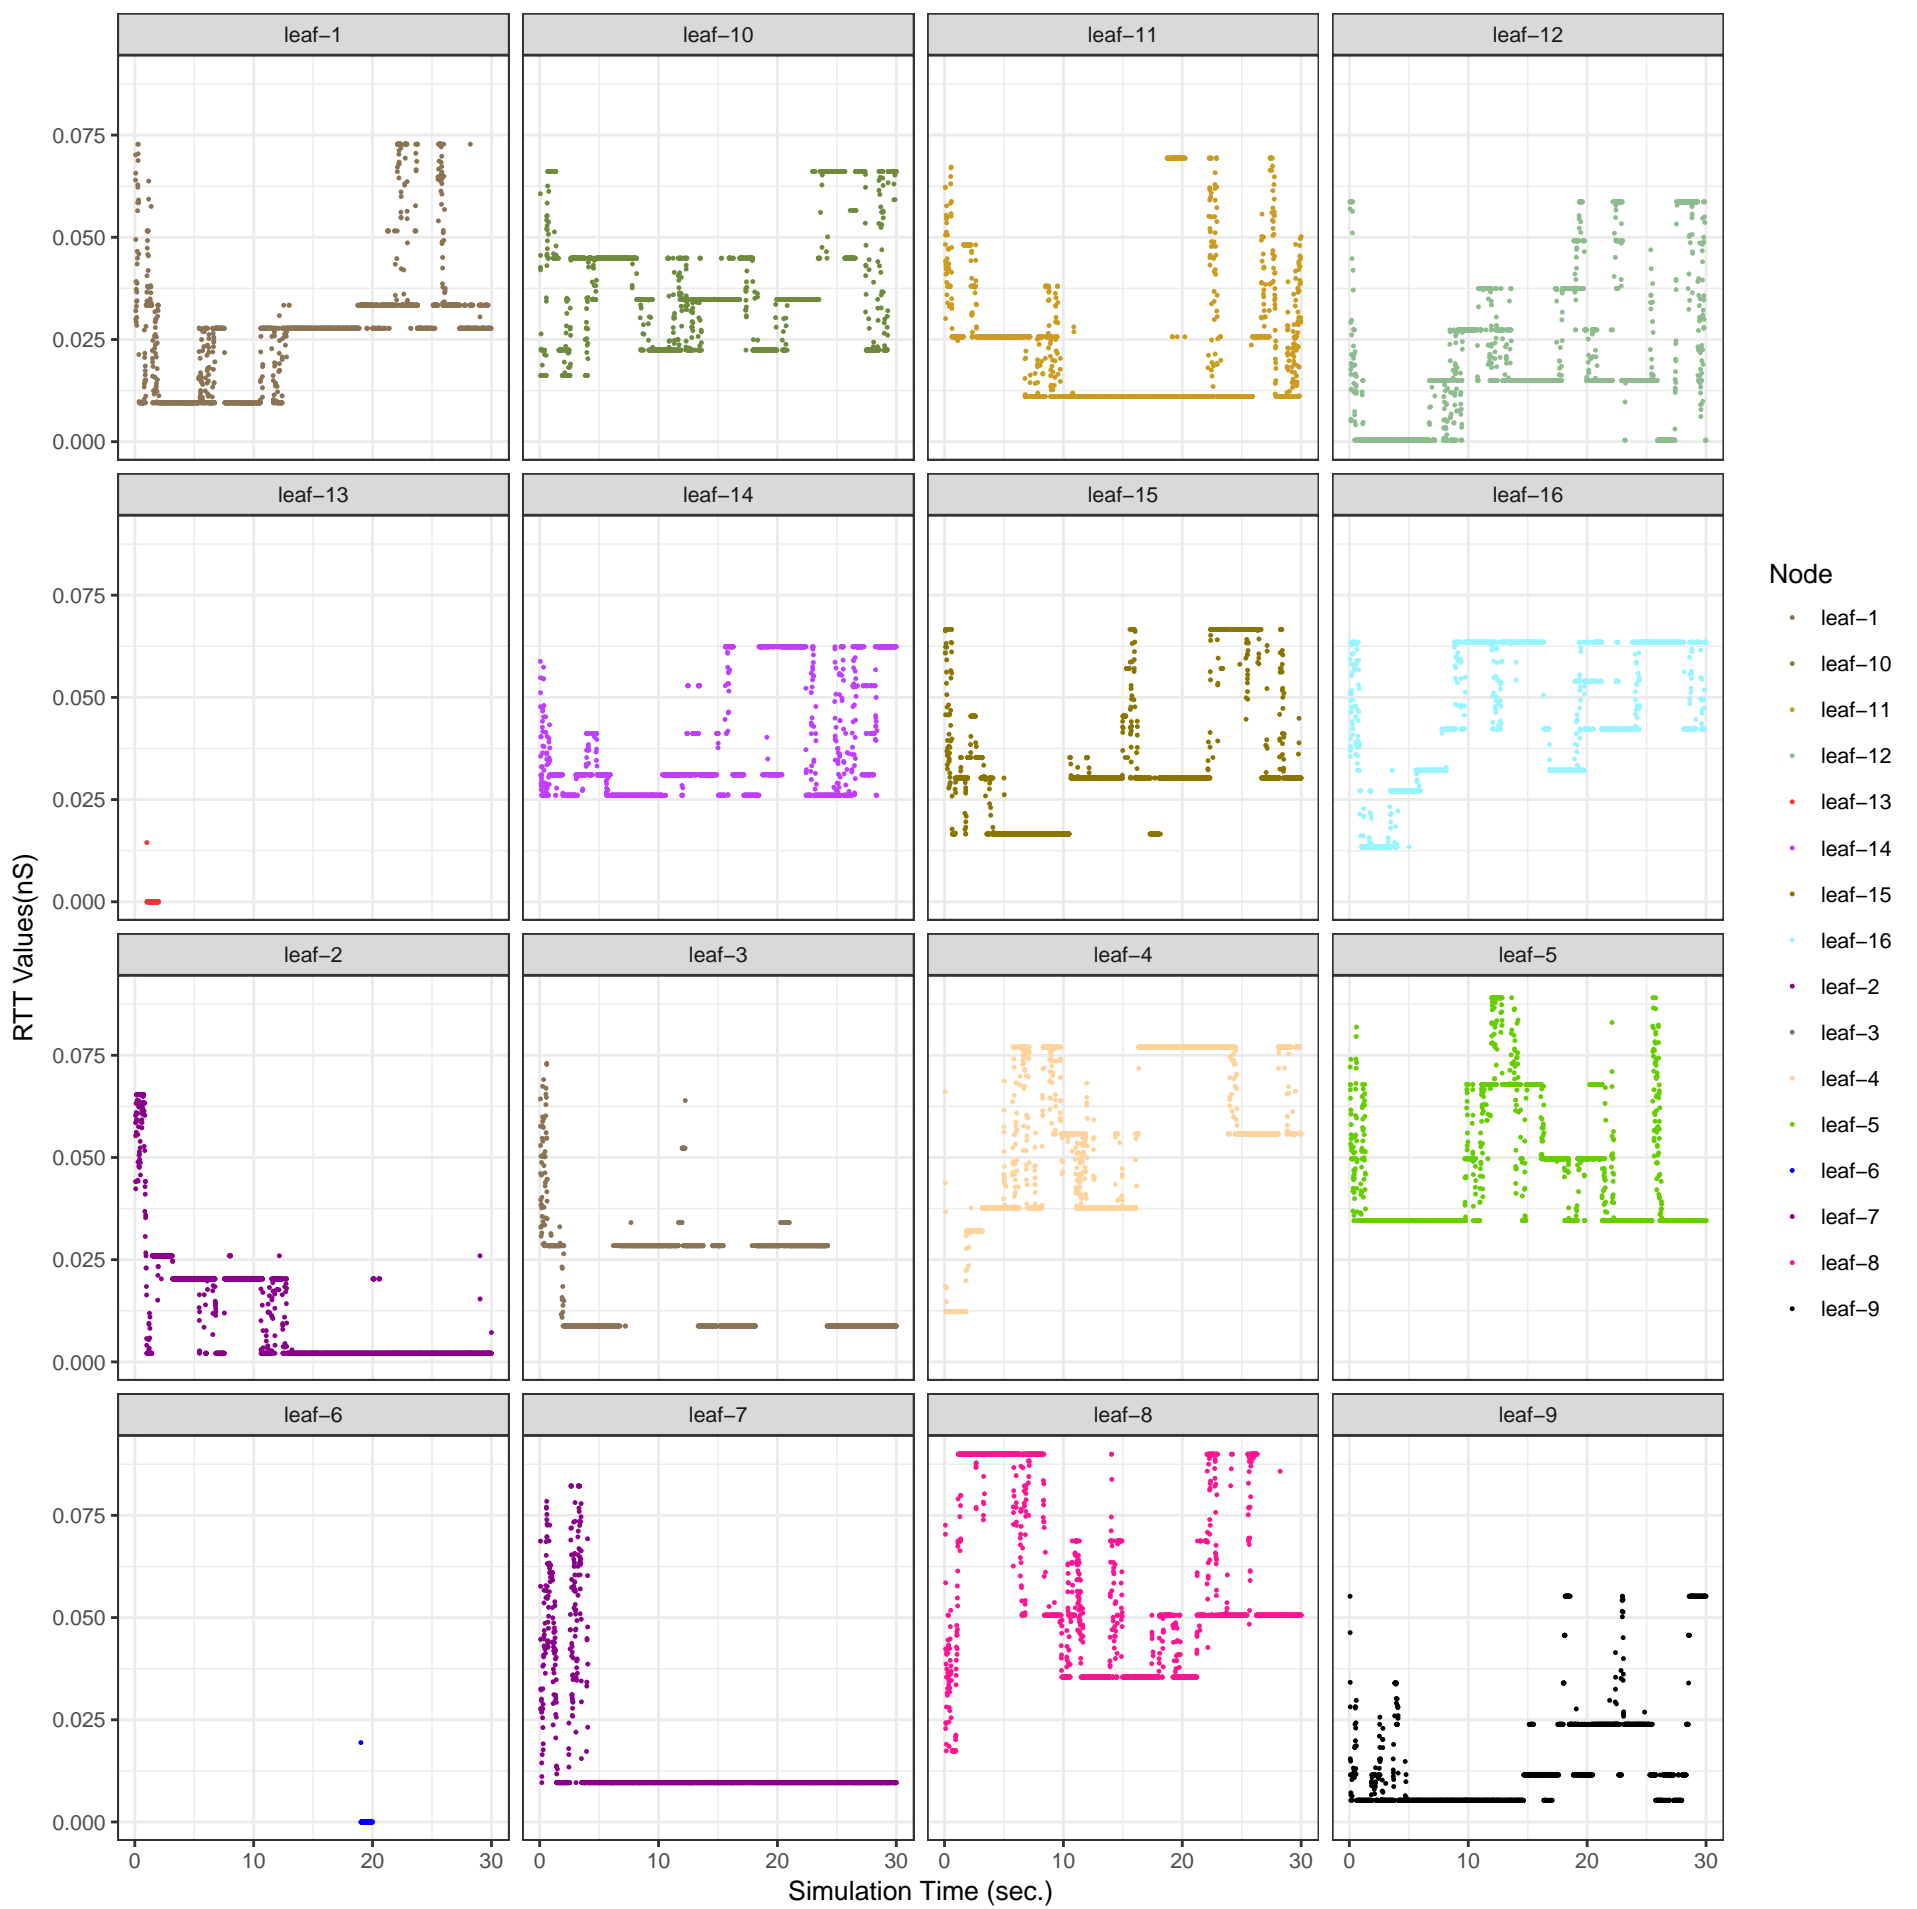 leaf−1
leaf−10
leaf−11
leaf−12
0.075
0.050
0.025
0.000
leaf−13
leaf−14
leaf−15
leaf−16
0.075
0.050
0.025
0.000
leaf−2
leaf−3
leaf−4
leaf−5
0.075
0.050
0.025
0.000
leaf−6
leaf−7
leaf−8
leaf−9
0.075
0.050
0.025
0.000
0 10 20 30
0 10 20 30
0 10 20 30
0 10 20 30
Simulation Time (sec.)
RTT Values(nS)
Node
leaf−1
leaf−10
leaf−11
leaf−12
leaf−13
leaf−14
leaf−15
leaf−16
leaf−2
leaf−3
leaf−4
leaf−5
leaf−6
leaf−7
leaf−8
leaf−9